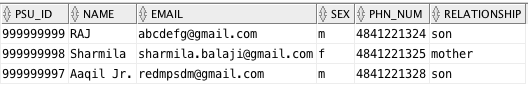 PSU_ID NAME EMAIL SEX PHN_NUM RELATIONSHIP
999999999 RAJ abcdefg@gmail.com m 4841221324 son
999999998 Sharmila sharmila.balaji@gmail.com f 4841221325 mother
999999997 Aaqil Jr. redmpsdm@gmail.com m 4841221328 son